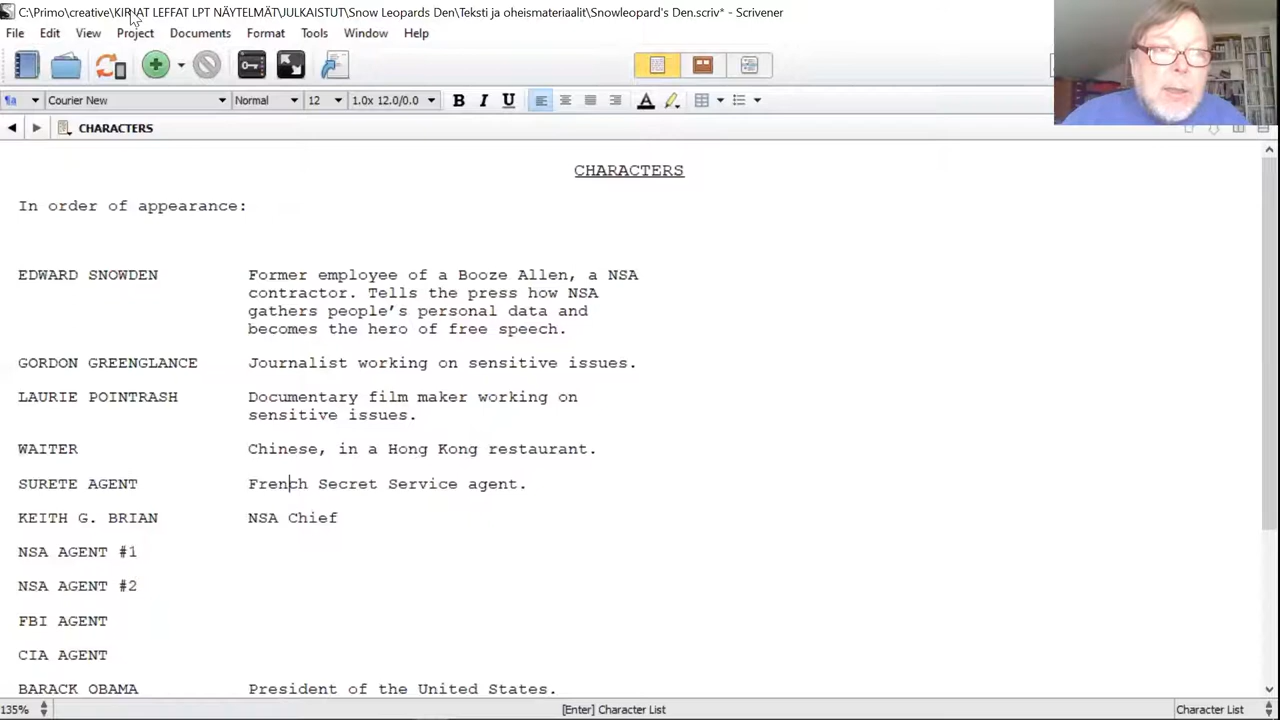 C:\Primo\creative\KIRJAT LEFFAT LPT NÄYTELMÄT\JULKAISTUT\Snow Leopards Den\Teksti ja oheismateriaalit\Snowleopard's Den.scriv* - Scrivener
File Edit View Project Documents Format Tools Window Help
Courier New Normal 12 1.0x 12.0/0.0 B I U A
CHARACTERS
CHARACTERS
In order of appearance:
EDWARD SNOWDEN Former employee of a Booze Allen, a NSA
contractor. Tells the press how NSA
gathers people’s personal data and
becomes the hero of free speech.
GORDON GREENGLANCE Journalist working on sensitive issues.
LAURIE POINTRASH Documentary film maker working on
sensitive issues.
WAITER Chinese, in a Hong Kong restaurant.
SURETE AGENT French Secret Service agent.
KEITH G. BRIAN NSA Chief
NSA AGENT #1
NSA AGENT #2
FBI AGENT
CIA AGENT
BARACK OBAMA President of the United States.
135% [Enter] Character List Character List